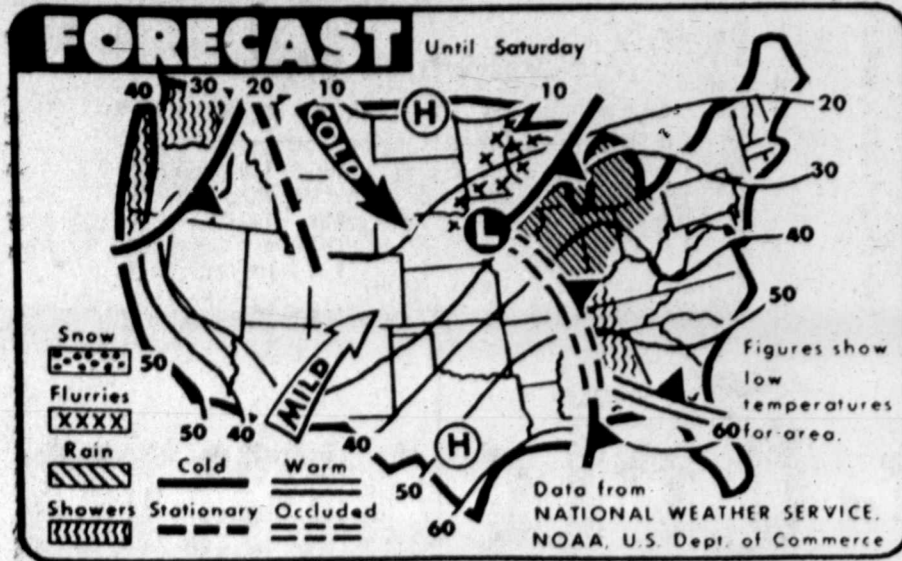 FORECAST Until Saturday
40 30 20 10 10
20
COLD
H
30
L
40
50
MILD
Snow
50
Flurries
XXXX
50 40
40
H
50
60
60
Rain
Showers
Cold Warm
Stationary Occluded
Figures show
low
temperatures
for area.
Data from
NATIONAL WEATHER SERVICE,
NOAA, U.S. Dept. of Commerce